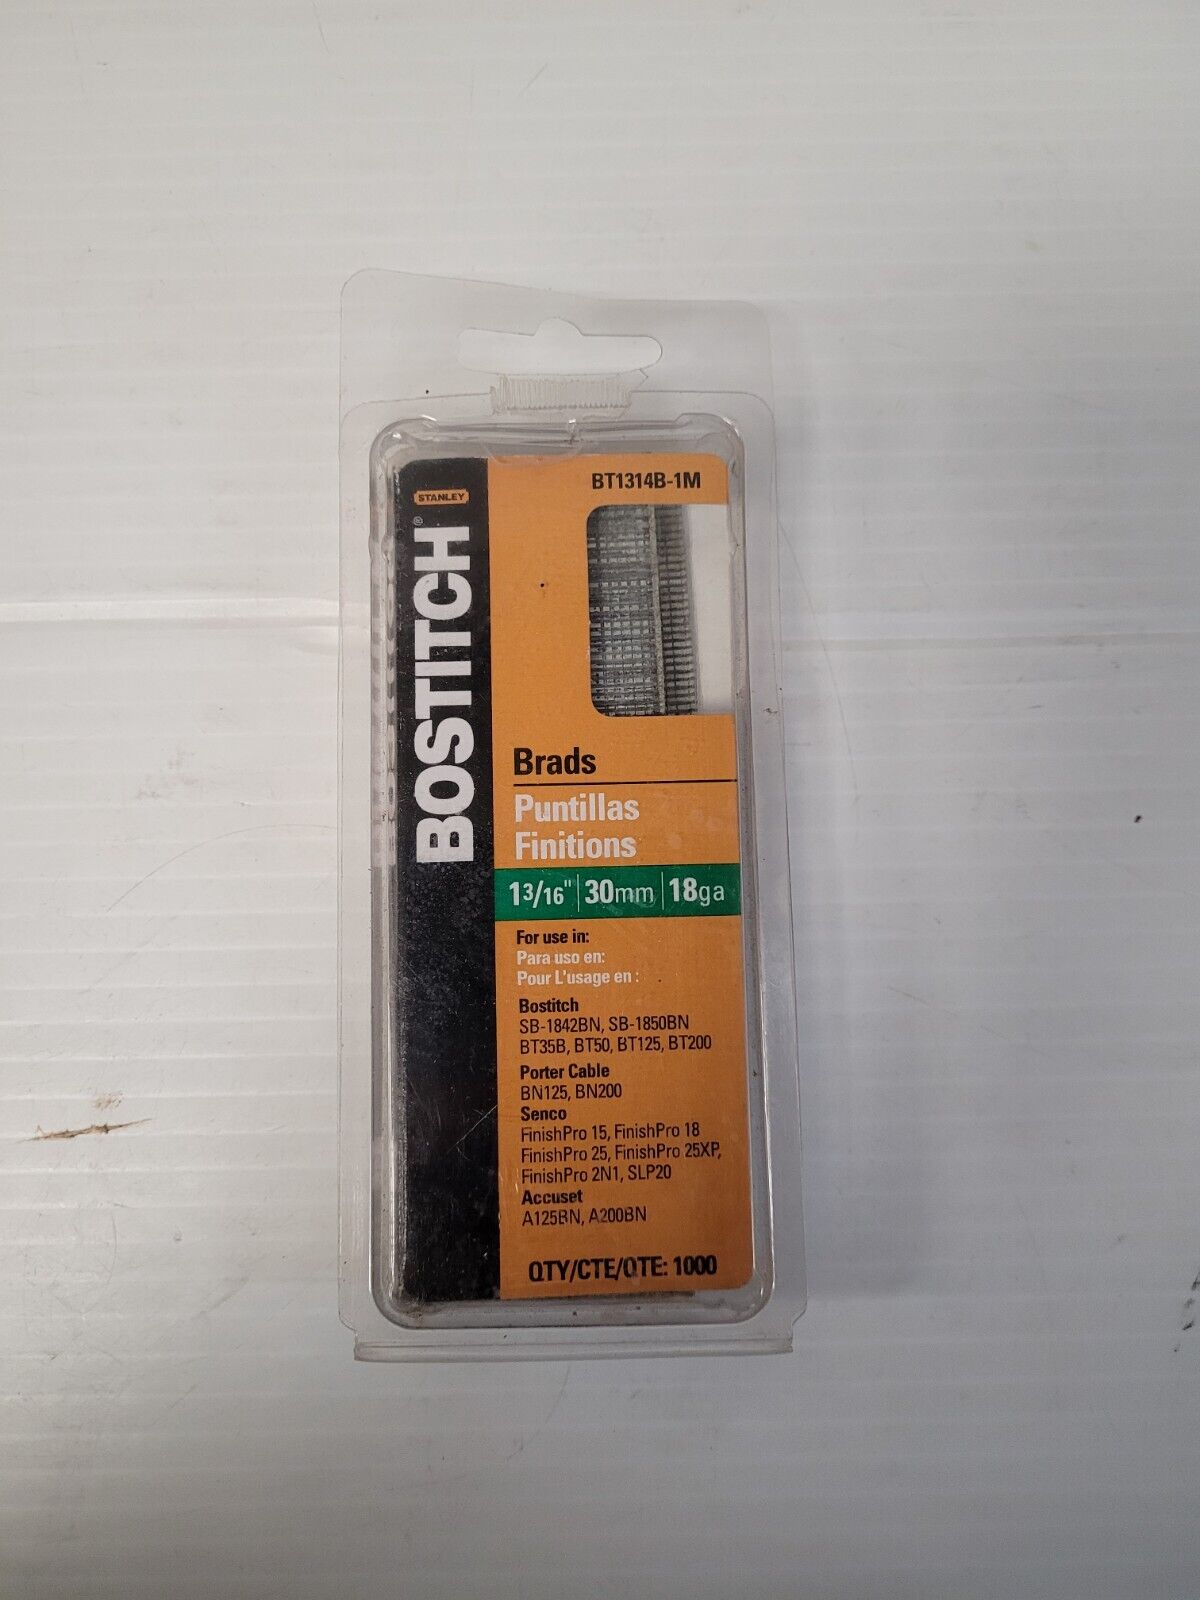 BT1314B-1M
STANLEY
BOSTITCH®
Brads
Puntillas
Finitions
1 3/16" | 30mm | 18ga
For use in:
Para uso en:
Pour L'usage en :
Bostitch
SB-1842BN, SB-1850BN
BT35B, BT50, BT125, BT200
Porter Cable
BN125, BN200
Senco
FinishPro 15, FinishPro 18
FinishPro 25, FinishPro 25XP,
FinishPro 2N1, SLP20
Accuset
A125BN, A200BN
QTY/CTE/QTE: 1000